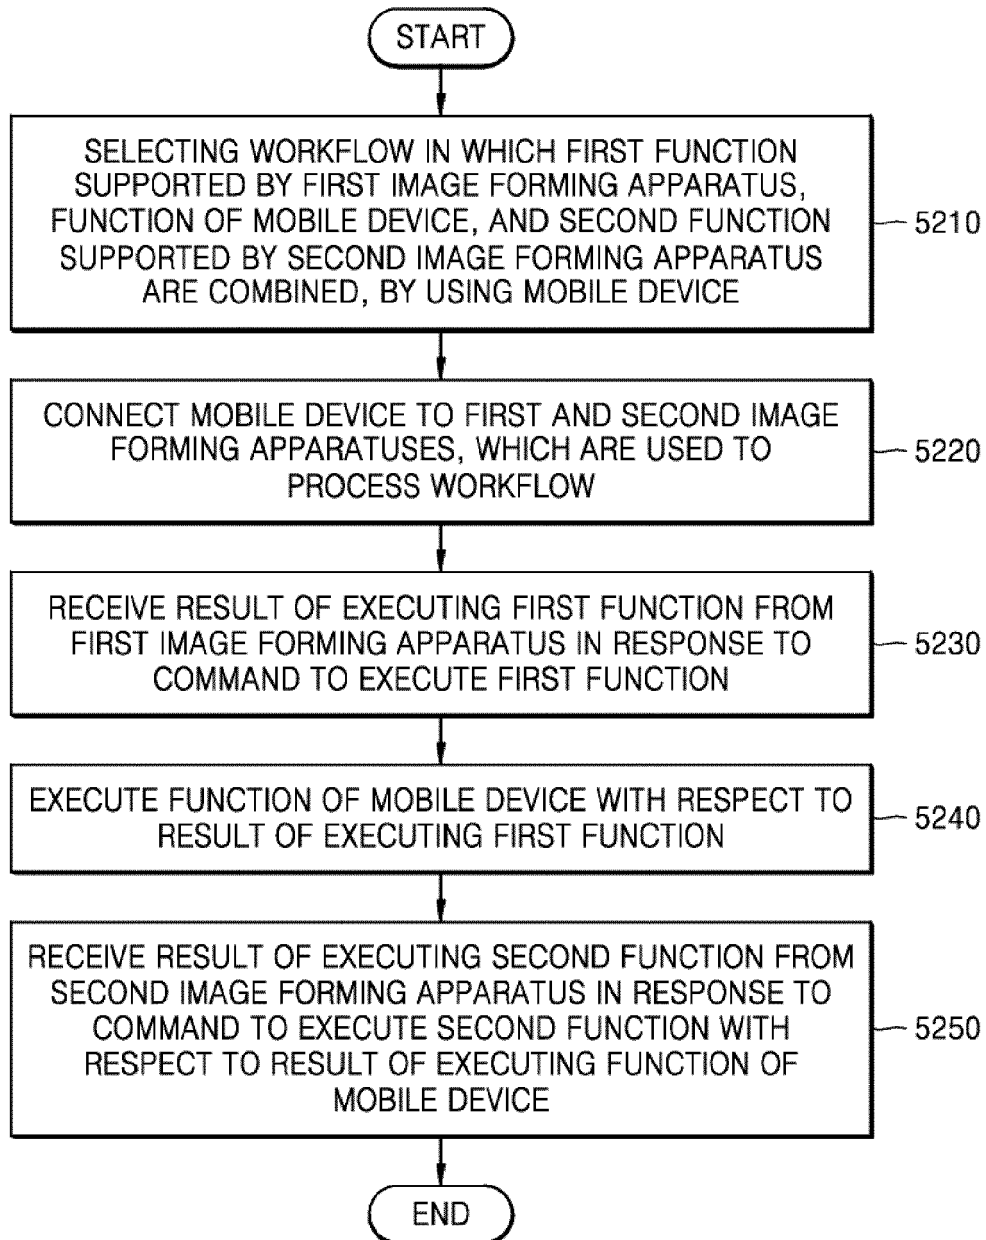 START
SELECTING WORKFLOW IN WHICH FIRST FUNCTION
SUPPORTED BY FIRST IMAGE FORMING APPARATUS,
FUNCTION OF MOBILE DEVICE, AND SECOND FUNCTION
SUPPORTED BY SECOND IMAGE FORMING APPARATUS
ARE COMBINED, BY USING MOBILE DEVICE
5210
CONNECT MOBILE DEVICE TO FIRST AND SECOND IMAGE
FORMING APPARATUSES, WHICH ARE USED TO
PROCESS WORKFLOW
5220
RECEIVE RESULT OF EXECUTING FIRST FUNCTION FROM
FIRST IMAGE FORMING APPARATUS IN RESPONSE TO
COMMAND TO EXECUTE FIRST FUNCTION
5230
EXECUTE FUNCTION OF MOBILE DEVICE WITH RESPECT TO
RESULT OF EXECUTING FIRST FUNCTION
5240
RECEIVE RESULT OF EXECUTING SECOND FUNCTION FROM
SECOND IMAGE FORMING APPARATUS IN RESPONSE TO
COMMAND TO EXECUTE SECOND FUNCTION WITH
RESPECT TO RESULT OF EXECUTING FUNCTION OF
MOBILE DEVICE
5250
END